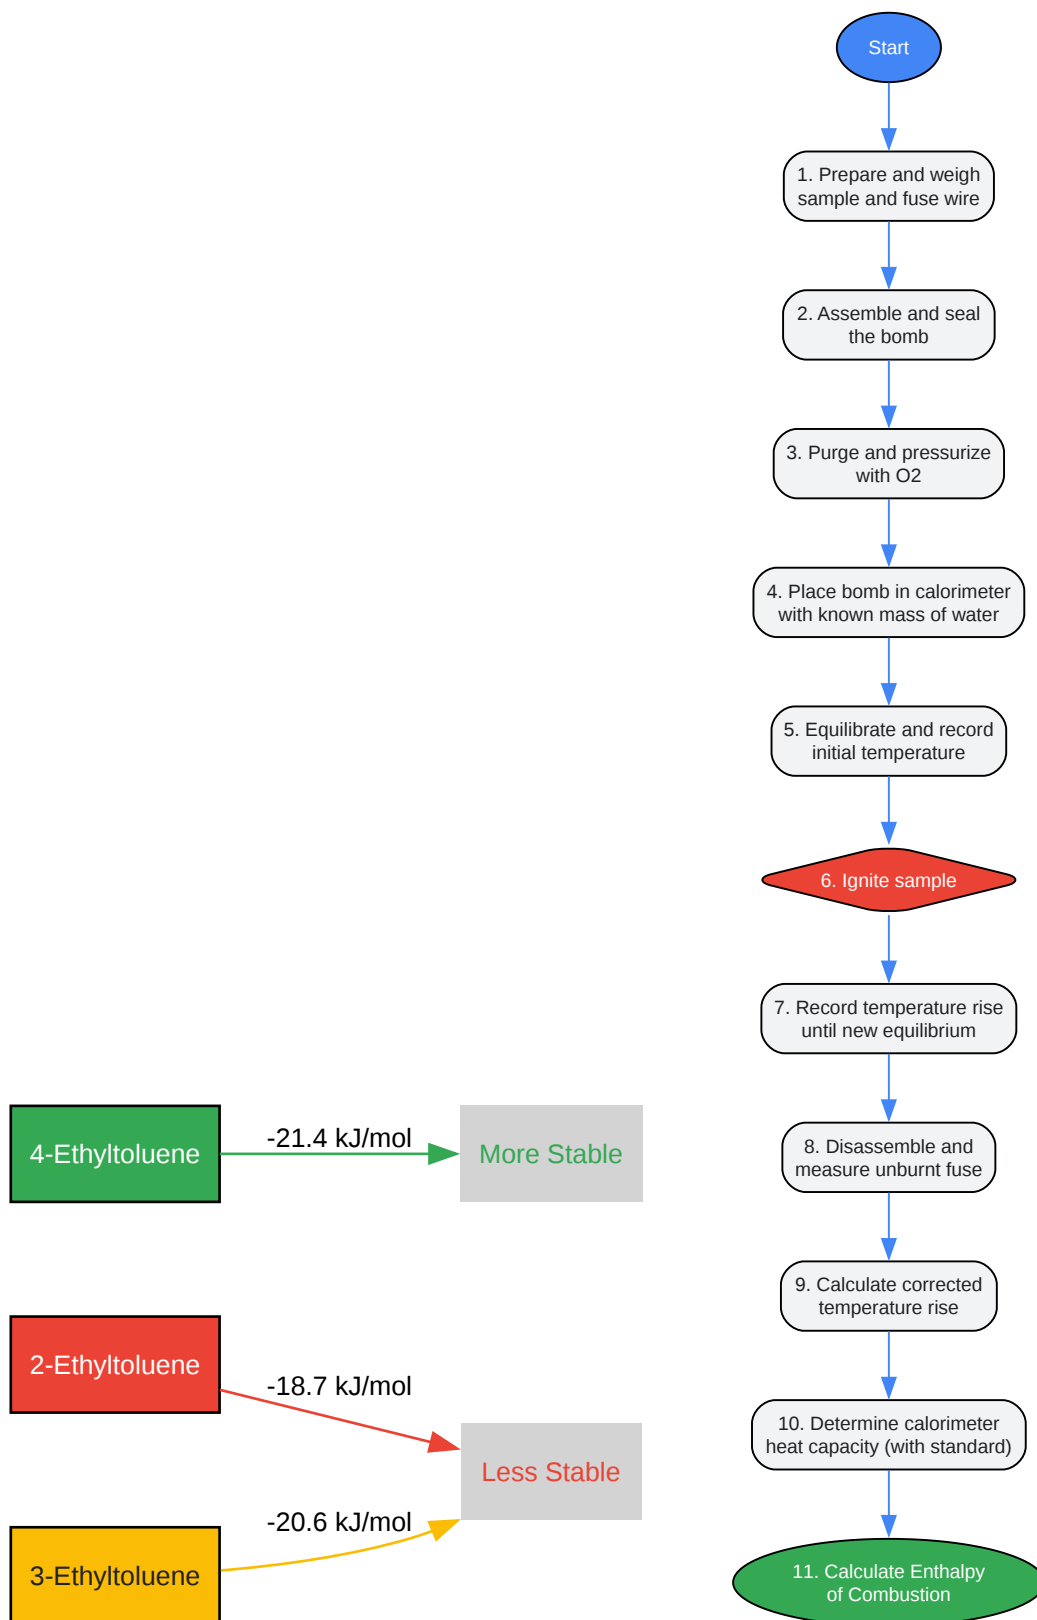 Start
1. Prepare and weigh
sample and fuse wire
2. Assemble and seal
the bomb
3. Purge and pressurize
with O2
4. Place bomb in calorimeter
with known mass of water
5. Equilibrate and record
initial temperature
6. Ignite sample
7. Record temperature rise
until new equilibrium
8. Disassemble and
measure unburnt fuse
9. Calculate corrected
temperature rise
10. Determine calorimeter
heat capacity (with standard)
11. Calculate Enthalpy
of Combustion
4-Ethyltoluene
-21.4 kJ/mol
More Stable
2-Ethyltoluene
-18.7 kJ/mol
Less Stable
-20.6 kJ/mol
3-Ethyltoluene